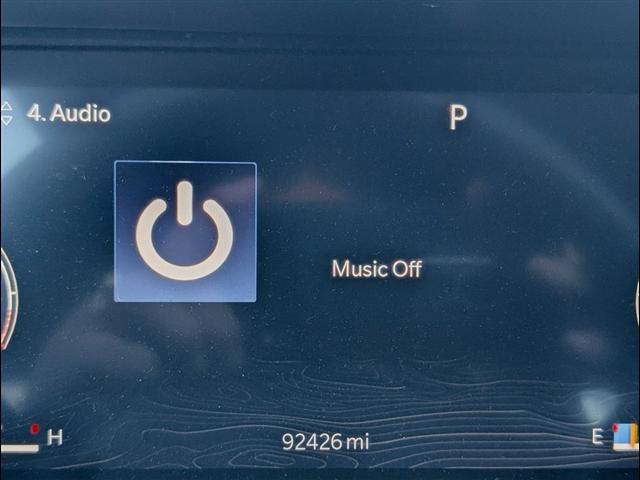 4. Audio
P
Music Off
H
92426 mi
E